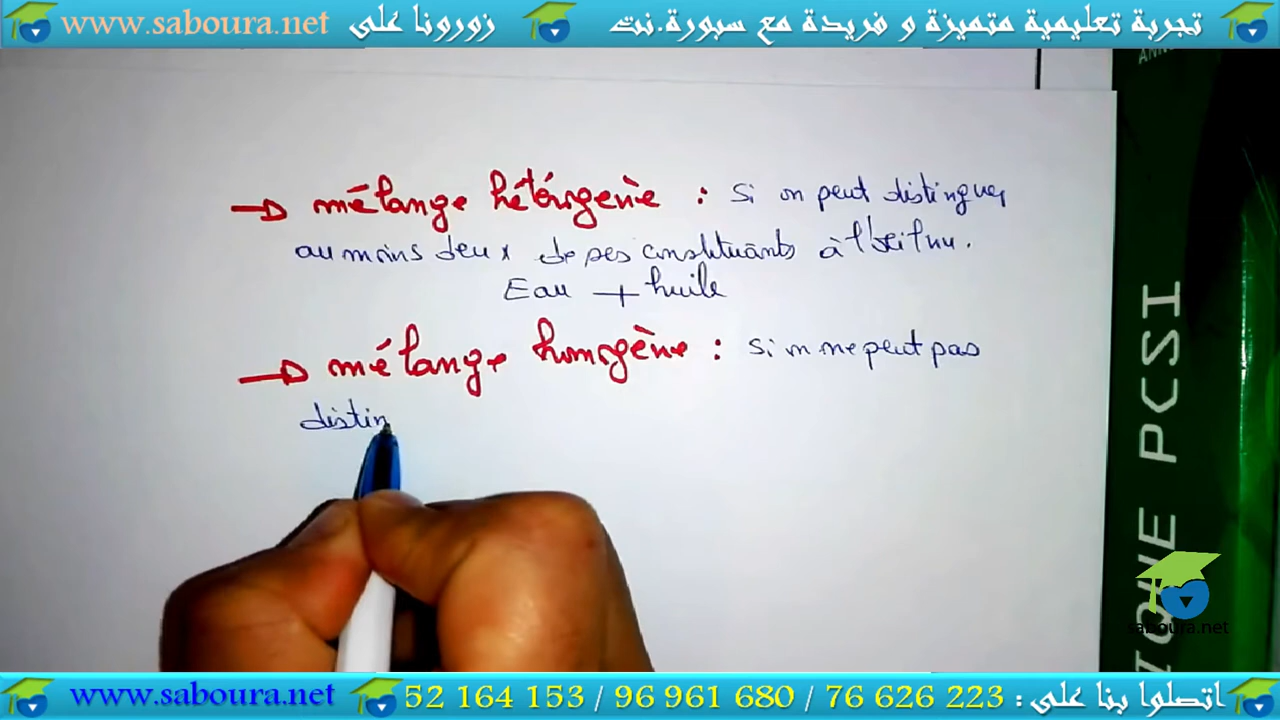 www.saboura.net زورونا على تجربة تعليمية متميزة و فريدة مع سبورة.نت
→ mélange hétérogenie : Si on peut distinguer
au moins deux de ses constituants à l'oeil nu.
Eau + huile
→ mélange homogène : si on ne peut pas
distin
PCSI
saboura.net
www.saboura.net 52 164 153 / 96 961 680 / 76 626 223 : اتصلوا بنا على